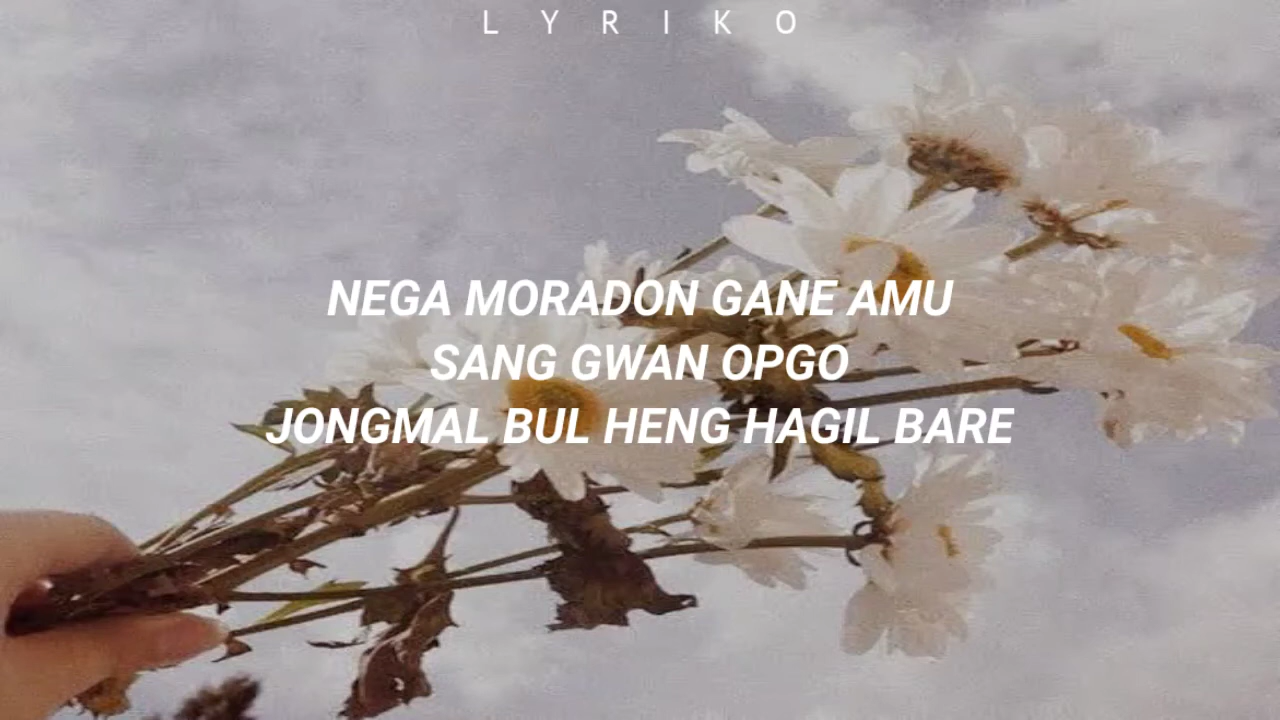 L Y R I K O
NEGA MORADON GANE AMU
SANG GWAN OPGO
JONGMAL BUL HENG HAGIL BARE